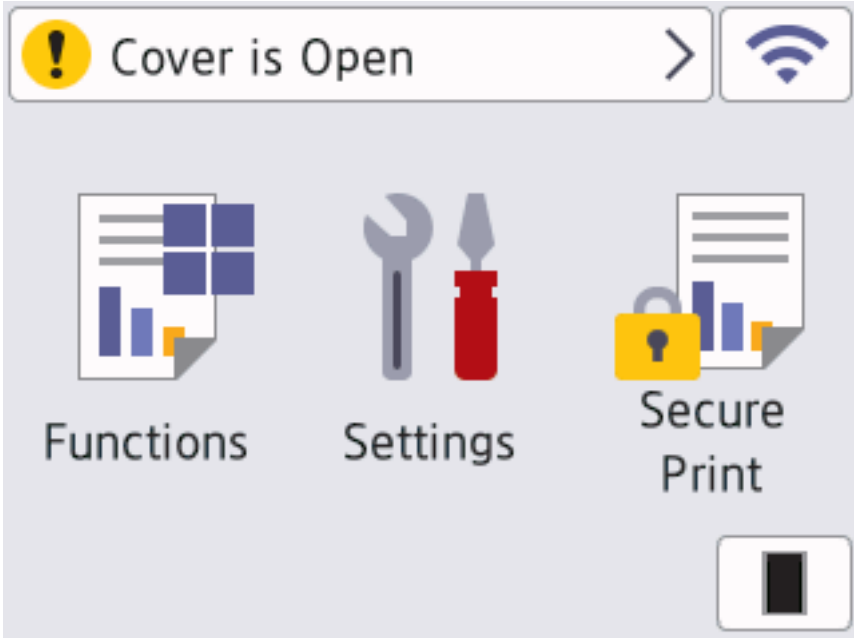 Cover is Open
Functions
Settings
Secure
Print